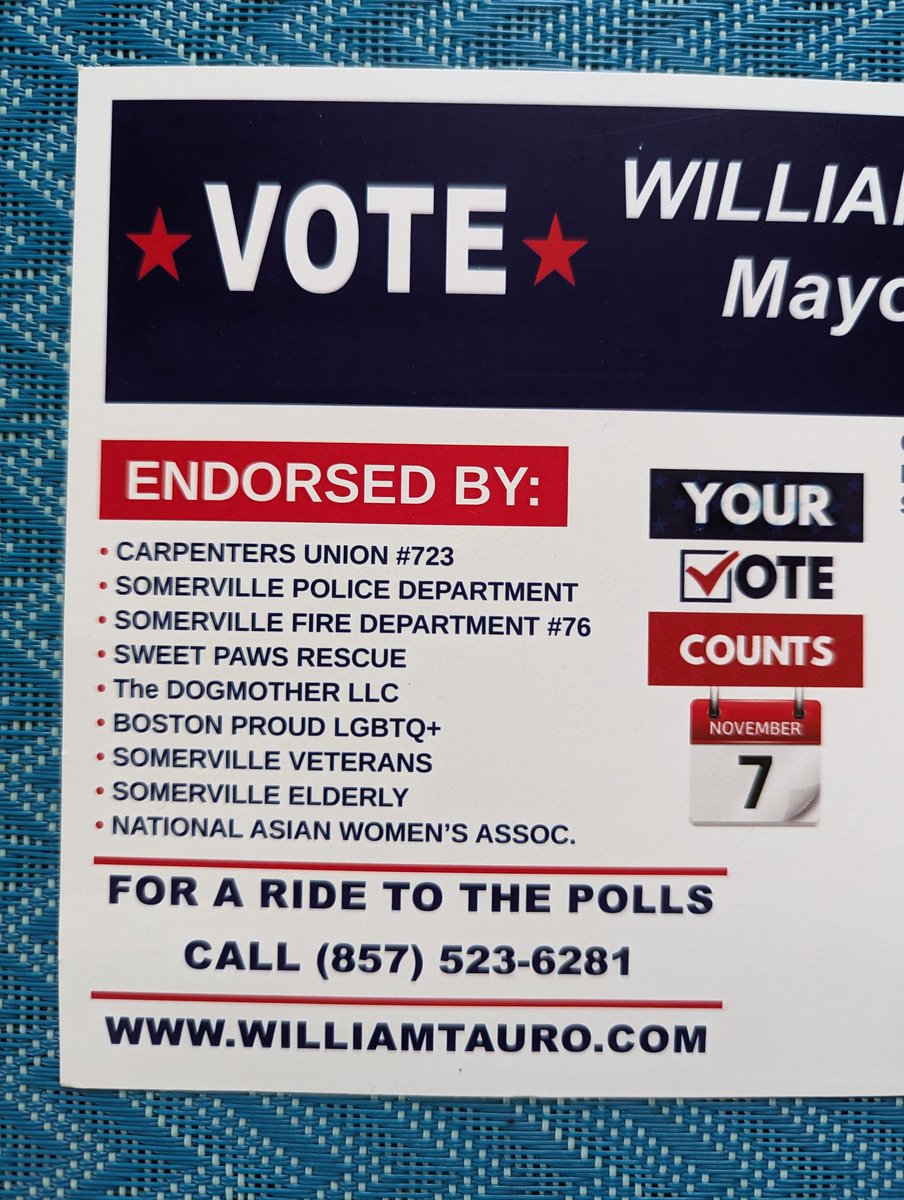 VOTE
WILLIA
Mayo
ENDORSED BY:
• CARPENTERS UNION #723
• SOMERVILLE POLICE DEPARTMENT
• SOMERVILLE FIRE DEPARTMENT #76
• SWEET PAWS RESCUE
• The DOGMOTHER LLC
• BOSTON PROUD LGBTQ+
• SOMERVILLE VETERANS
• SOMERVILLE ELDERLY
• NATIONAL ASIAN WOMEN'S ASSOC.
YOUR
VOTE
COUNTS
NOVEMBER
7
FOR A RIDE TO THE POLLS
CALL (857) 523-6281
WWW.WILLIAMTAURO.COM